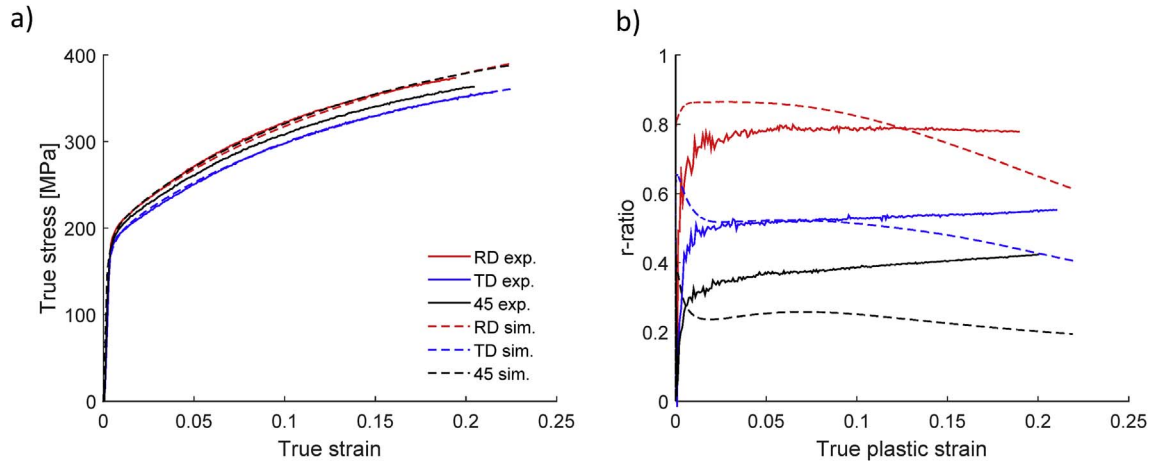 a)
400
300
200
100
0
True stress [MPa]
RD exp.
TD exp.
45 exp.
RD sim.
TD sim.
45 sim.
0 0.05 0.1 0.15 0.2 0.25
True strain
b)
1
0.8
0.6
0.4
0.2
0
r-ratio
0 0.05 0.1 0.15 0.2 0.25
True plastic strain